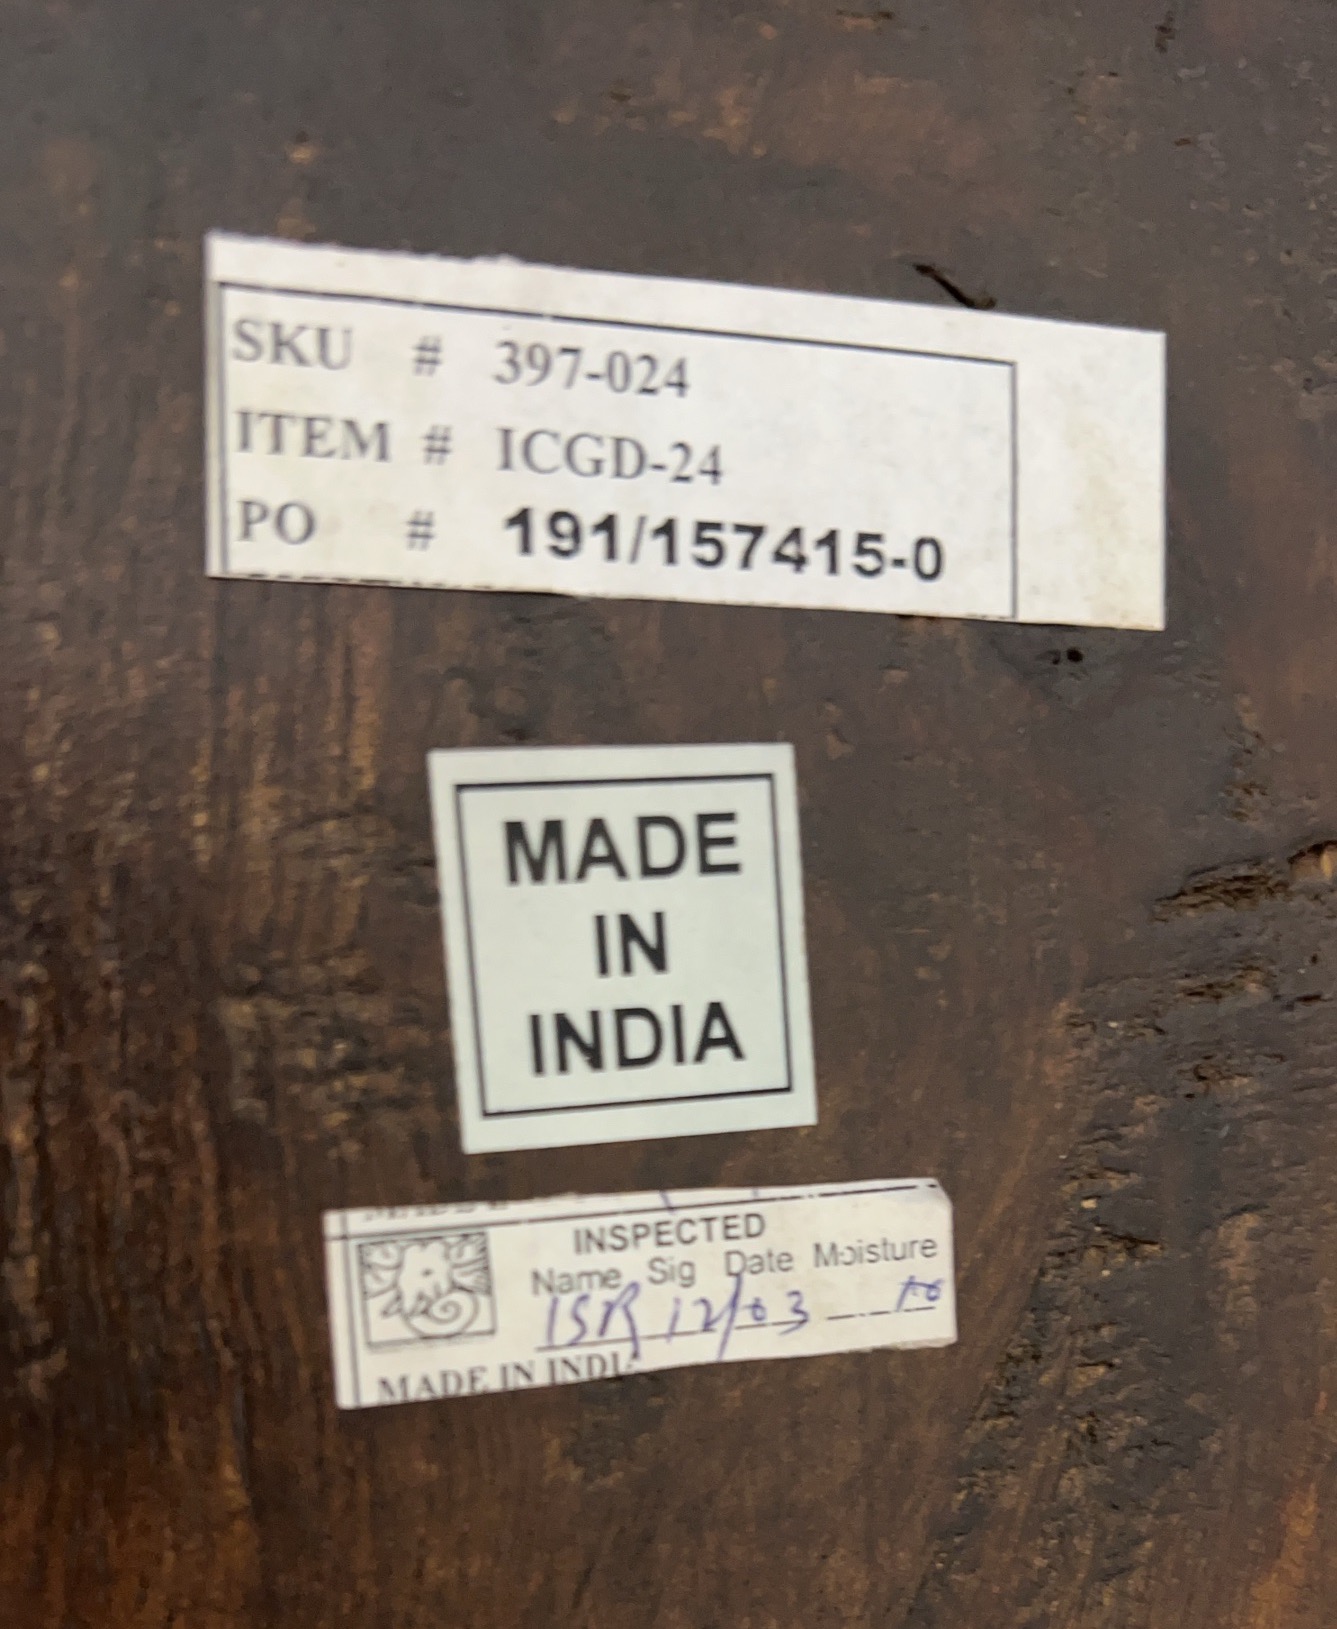 SKU # 397-024
ITEM # ICGD-24
PO # 191/157415-0
MADE
IN
INDIA
INSPECTED
Name Sig Date Moisture
ISR 12/03
MADE IN INDI